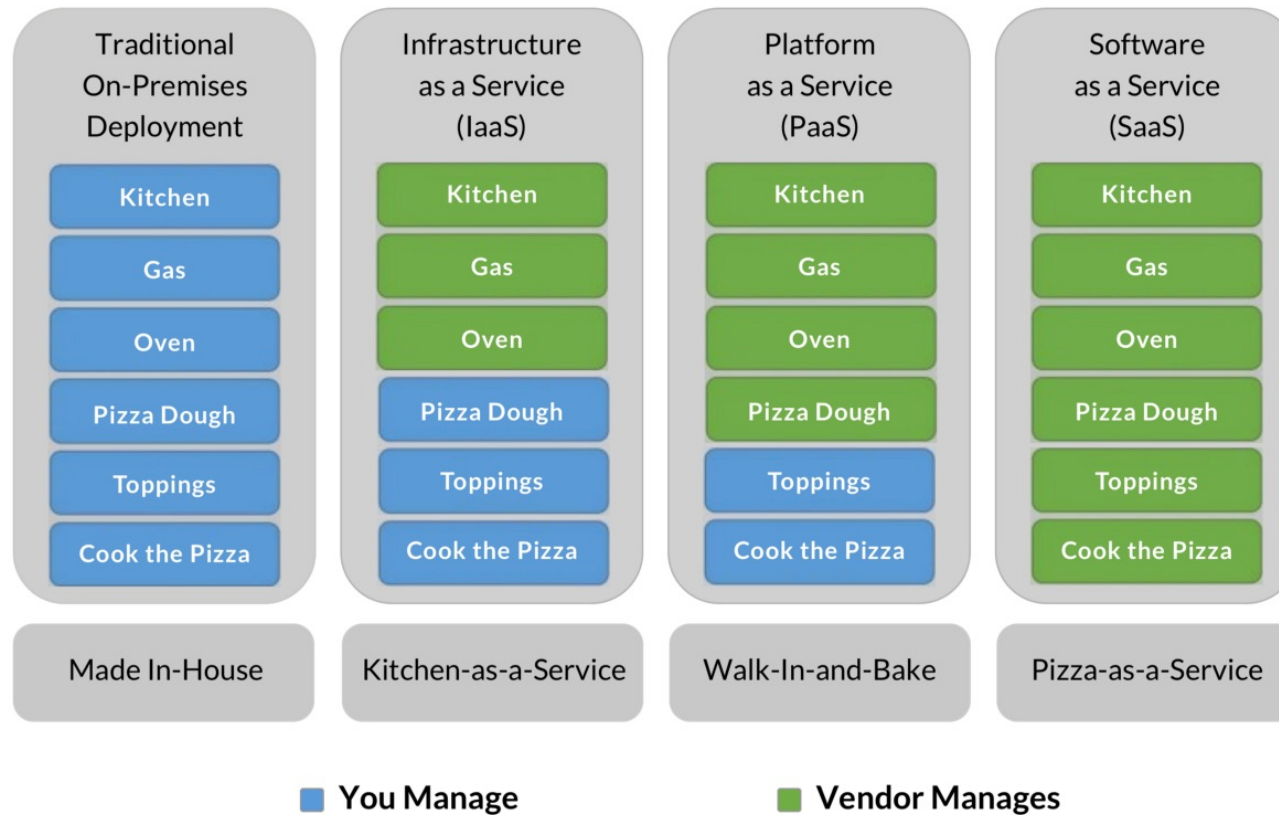 Traditional
On-Premises
Deployment
Kitchen
Gas
Oven
Pizza Dough
Toppings
Cook the Pizza
Made In-House
Infrastructure
as a Service
(IaaS)
Kitchen
Gas
Oven
Pizza Dough
Toppings
Cook the Pizza
Kitchen-as-a-Service
Platform
as a Service
(PaaS)
Kitchen
Gas
Oven
Pizza Dough
Toppings
Cook the Pizza
Walk-In-and-Bake
Software
as a Service
(SaaS)
Kitchen
Gas
Oven
Pizza Dough
Toppings
Cook the Pizza
Pizza-as-a-Service
You Manage
Vendor Manages